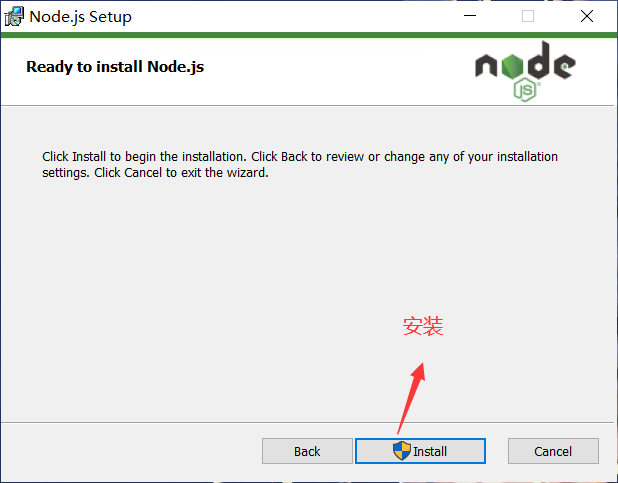 Node.js Setup
Ready to install Node.js
node
JS
Click Install to begin the installation. Click Back to review or change any of your installation
settings. Click Cancel to exit the wizard.
安装
Back
Install
Cancel